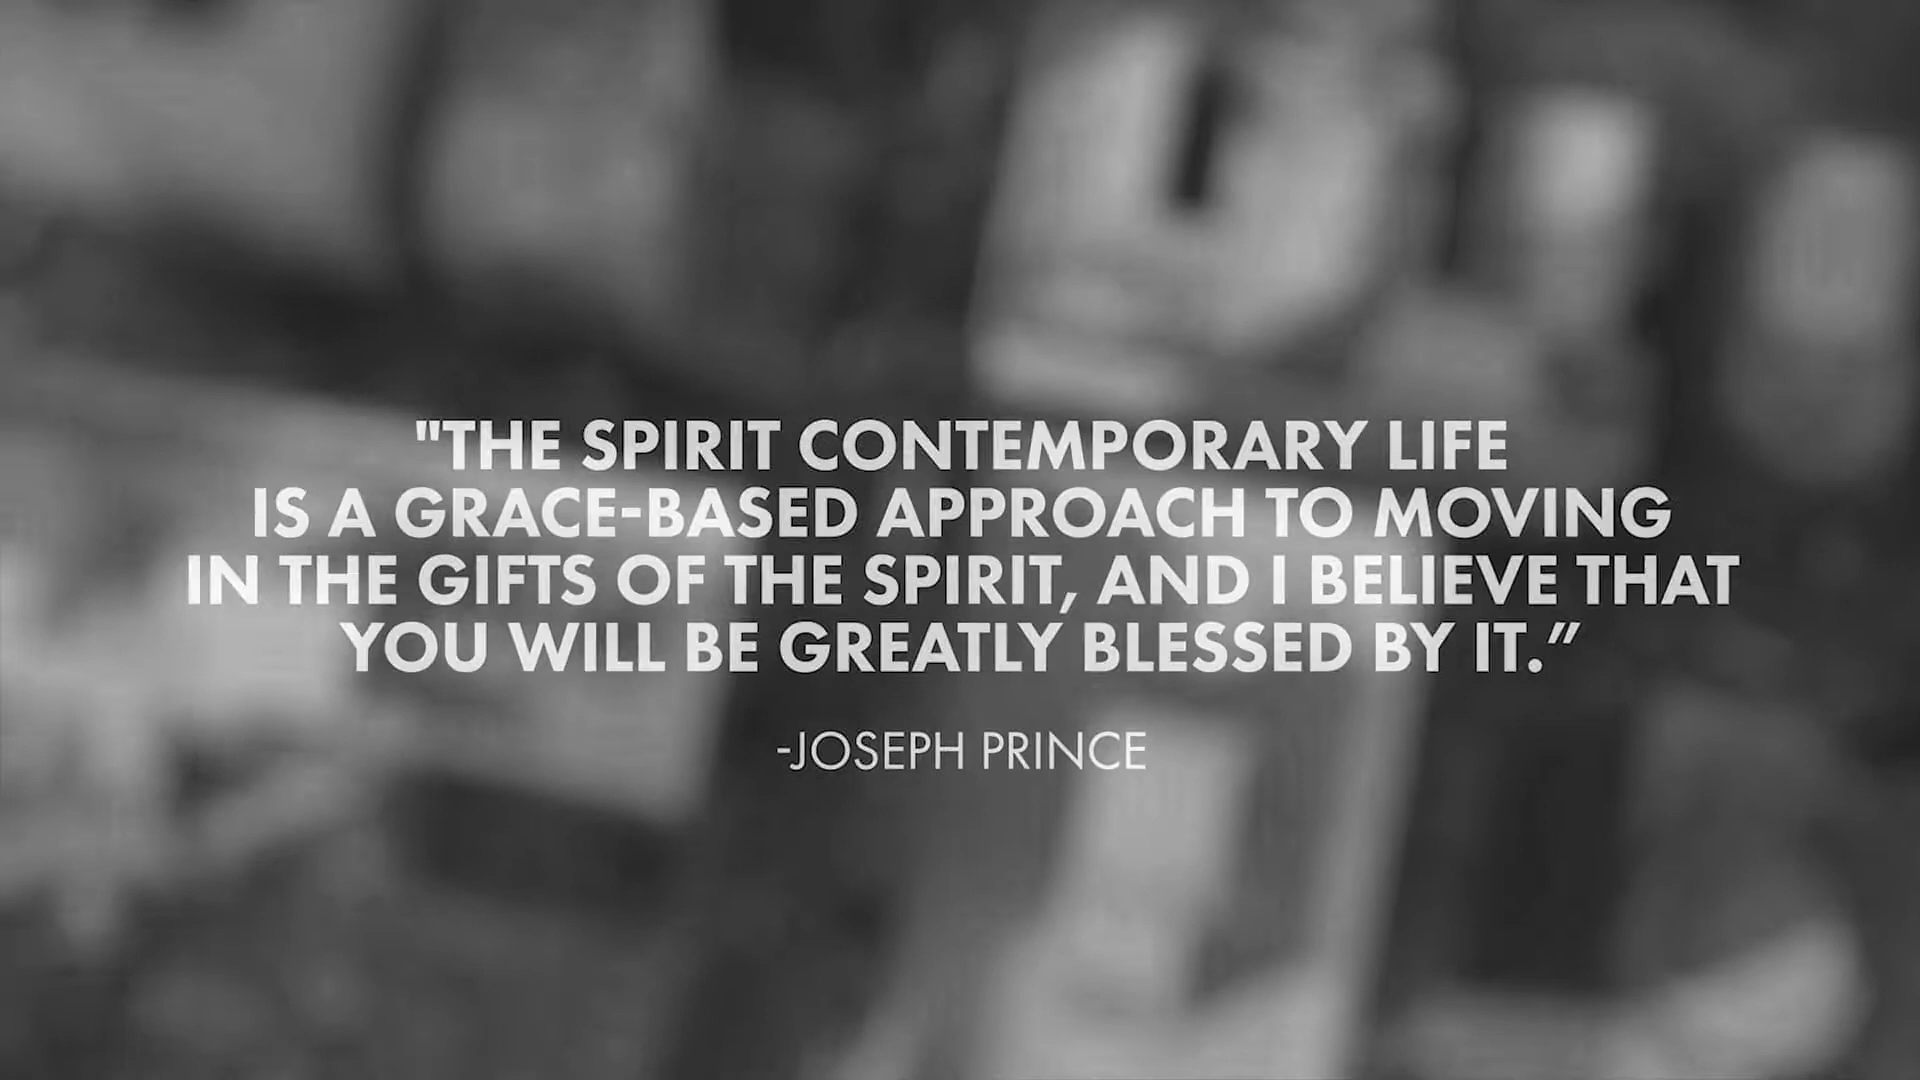 "THE SPIRIT CONTEMPORARY LIFE
IS A GRACE-BASED APPROACH TO MOVING
IN THE GIFTS OF THE SPIRIT, AND I BELIEVE THAT
YOU WILL BE GREATLY BLESSED BY IT.”
-JOSEPH PRINCE